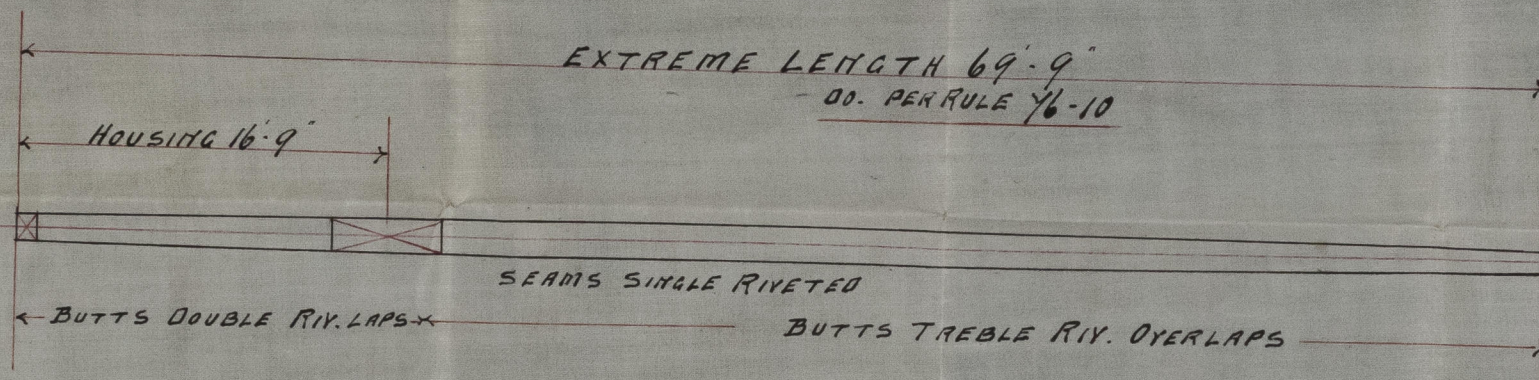 EXTREME LENGTH 69'-9"
DO. PER RULE 76-10
HOUSING 16'-9"
SEAMS SINGLE RIVETED
BUTTS DOUBLE RIV. LAPS
BUTTS TREBLE RIV. OVERLAPS